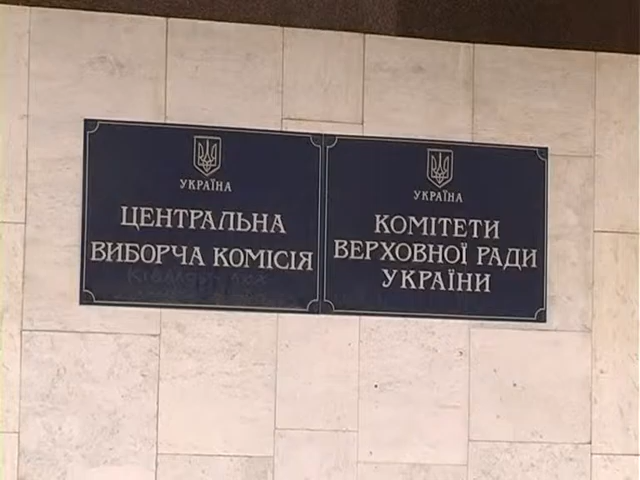 УКРАЇНА
ЦЕНТРАЛЬНА
ВИБОРЧА КОМІСІЯ
УКРАЇНА
КОМІТЕТИ
ВЕРХОВНОЇ РАДИ
УКРАЇНИ